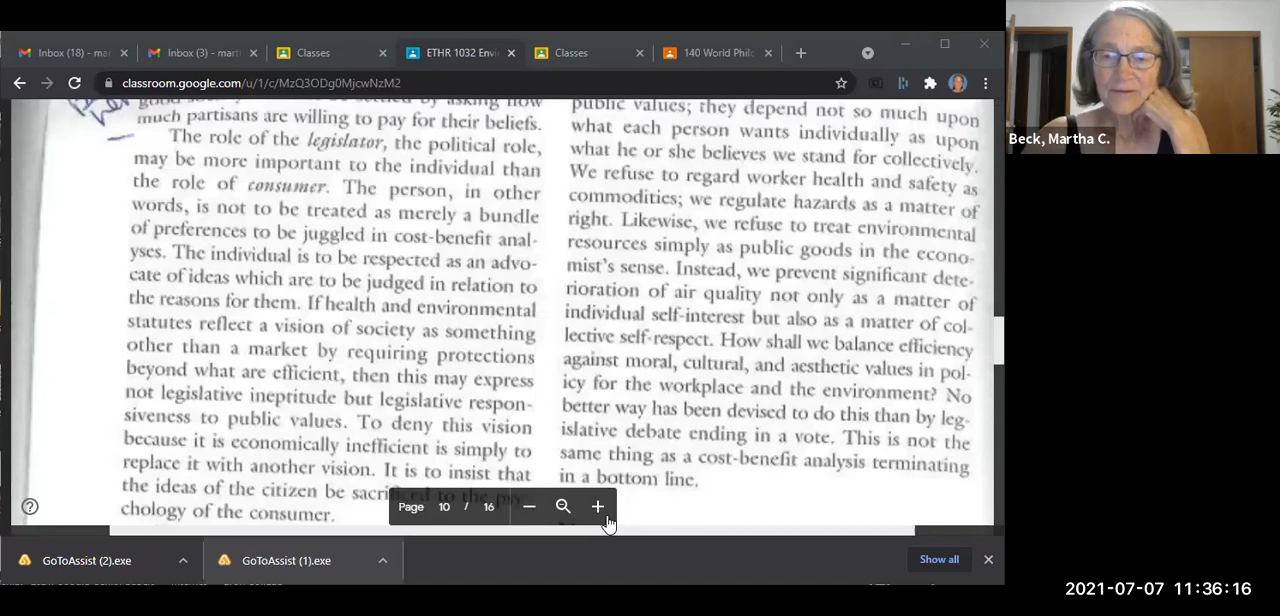 Inbox (18) - mar
Inbox (3) - mart
Classes
ETHR 1032 Envi
Classes
140 World Philo
classroom.google.com/u/1/c/MzQ3ODg0MjcwNzM2
much partisans are willing to pay for their beliefs.
The role of the legislator, the political role,
may be more important to the individual than
the role of consumer. The person, in other
words, is not to be treated as merely a bundle
of preferences to be juggled in cost-benefit anal-
yses. The individual is to be respected as an advo-
cate of ideas which are to be judged in relation to
the reasons for them. If health and environmental
statutes reflect a vision of society as something
other than a market by requiring protections
beyond what are efficient, then this may express
not legislative ineptitude but legislative respon-
siveness to public values. To deny this vision
because it is economically inefficient is simply to
replace it with another vision. It is to insist that
the ideas of the citizen be sacrificed to the
chology of the consumer.
public values; they depend not so much upon
what each person wants individually as upon
what he or she believes we stand for collectively.
We refuse to regard worker health and safety as
commodities; we regulate hazards as a matter of
right. Likewise, we refuse to treat environmental
resources simply as public goods in the econo-
mist's sense. Instead, we prevent significant dete-
rioration of air quality not only as a matter of
individual self-interest but also as a matter of col-
lective self-respect. How shall we balance efficiency
against moral, cultural, and aesthetic values in pol-
icy for the workplace and the environment? No
better way has been devised to do this than by leg-
islative debate ending in a vote. This is not the
same thing as a cost-benefit analysis terminating
in a bottom line.
Page 10 / 16
GoToAssist (2).exe
GoToAssist (1).exe
Show all
Beck, Martha C.
2021-07-07 11:36:16